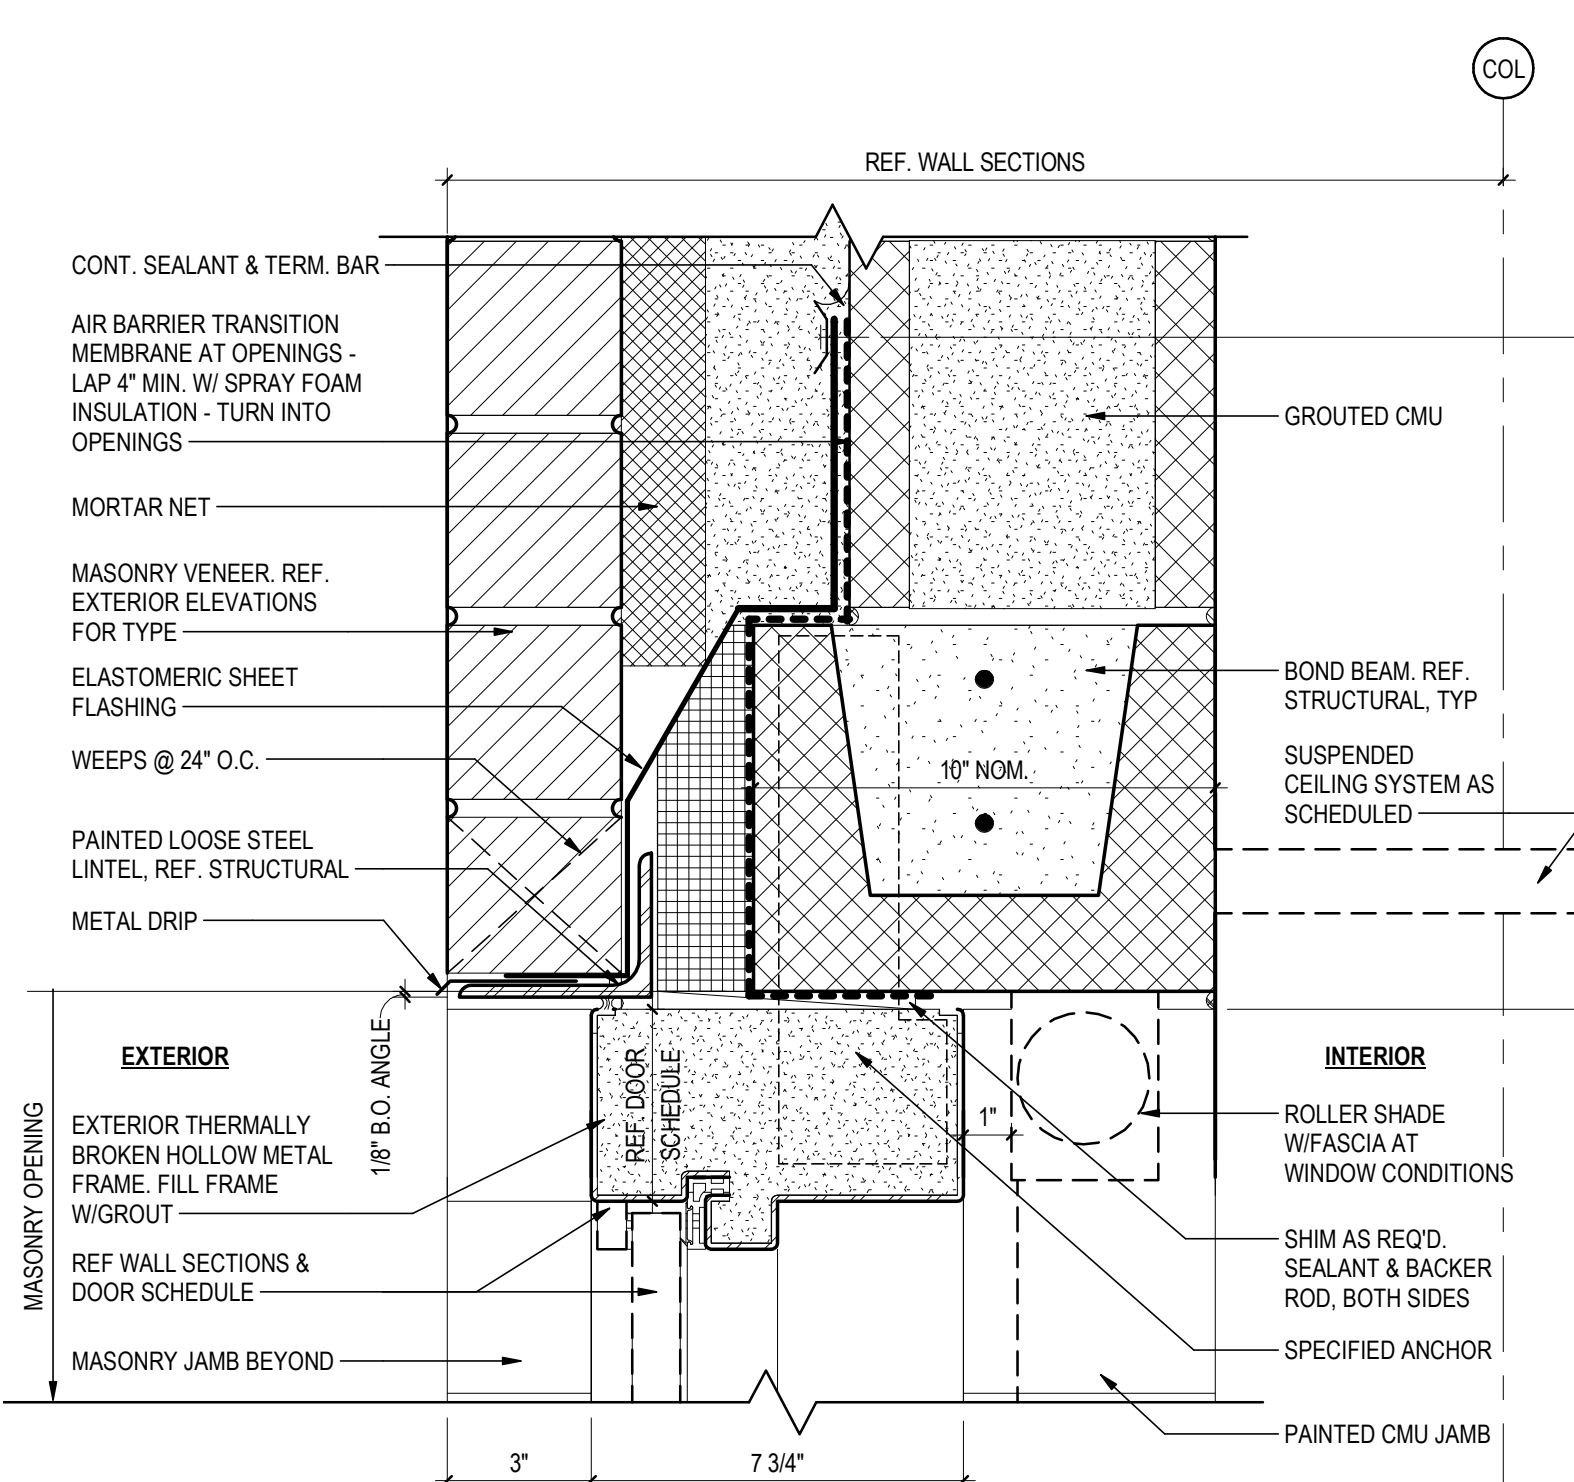 COL
REF. WALL SECTIONS
CONT. SEALANT & TERM. BAR
AIR BARRIER TRANSITION
MEMBRANE AT OPENINGS -
LAP 4" MIN. W/ SPRAY FOAM
INSULATION - TURN INTO
OPENINGS
MORTAR NET
MASONRY VENEER. REF.
EXTERIOR ELEVATIONS
FOR TYPE
ELASTOMERIC SHEET
FLASHING
WEEPS @ 24" O.C.
PAINTED LOOSE STEEL
LINTEL, REF. STRUCTURAL
METAL DRIP
EXTERIOR
EXTERIOR THERMALLY
BROKEN HOLLOW METAL
FRAME. FILL FRAME
W/GROUT
REF WALL SECTIONS &
DOOR SCHEDULE
MASONRY JAMB BEYOND
MASONRY OPENING
1/8" B.O. ANGLE
REF. DOOR
SCHEDULE
10" NOM.
1"
3"
7 3/4"
GROUTED CMU
BOND BEAM. REF.
STRUCTURAL, TYP
SUSPENDED
CEILING SYSTEM AS
SCHEDULED
INTERIOR
ROLLER SHADE
W/FASCIA AT
WINDOW CONDITIONS
SHIM AS REQ'D.
SEALANT & BACKER
ROD, BOTH SIDES
SPECIFIED ANCHOR
PAINTED CMU JAMB